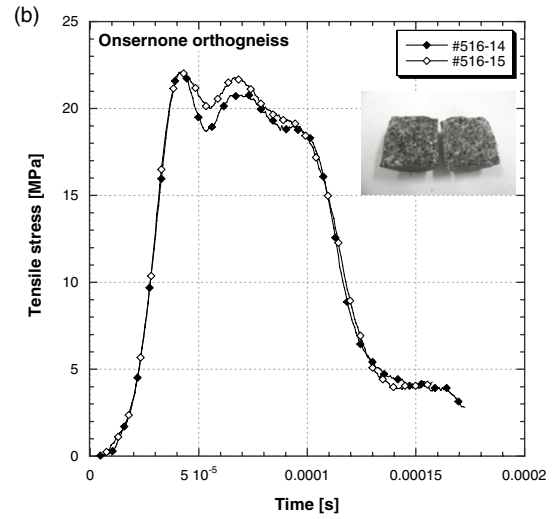 (b)
25
Onsernone orthogneiss
#516-14
#516-15
20
15
10
5
0
Tensile stress [MPa]
0 5 10⁻⁵ 0.0001 0.00015 0.0002
Time [s]